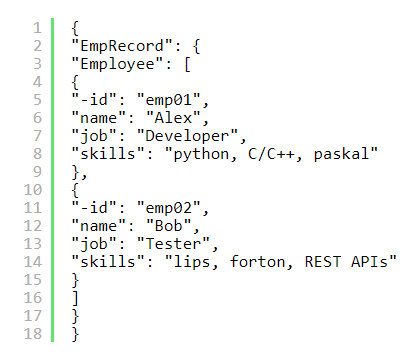 1 {
2 "EmpRecord": {
3 "Employee": [
4 {
5 "-id": "emp01",
6 "name": "Alex",
7 "job": "Developer",
8 "skills": "python, C/C++, paskal"
9 },
10 {
11 "-id": "emp02",
12 "name": "Bob",
13 "job": "Tester",
14 "skills": "lips, forton, REST APIs"
15 }
16 ]
17 }
18 }